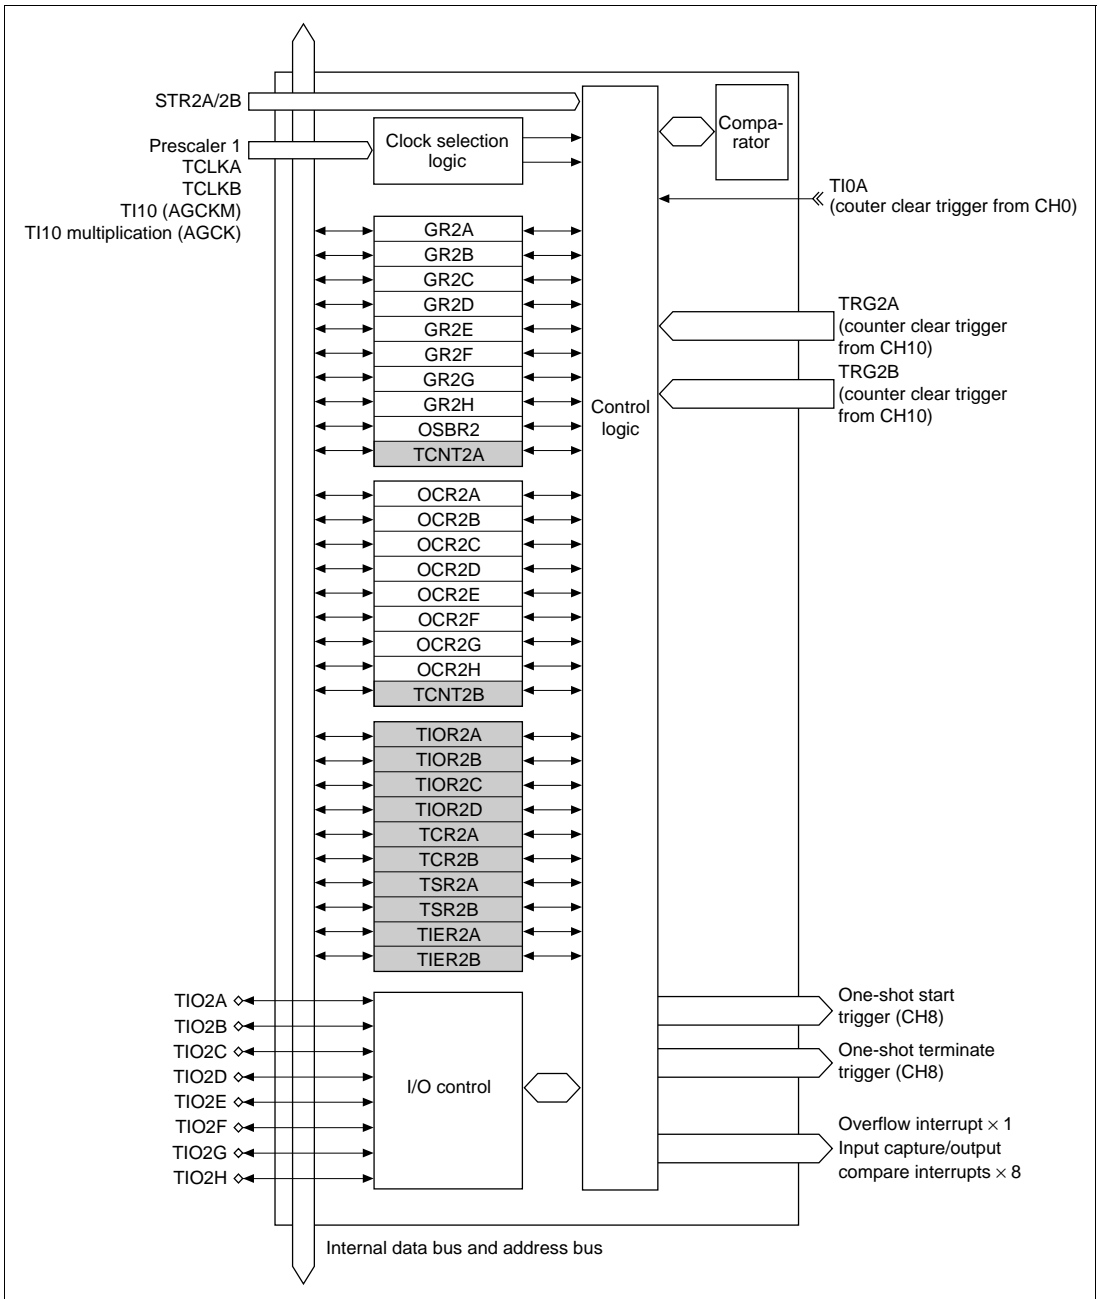 STR2A/2B
Prescaler 1
TCLKA
TCLKB
TI10 (AGCKM)
TI10 multiplication (AGCK)
Clock selection
logic
Compa-
rator
TI0A
(couter clear trigger from CH0)
GR2A
GR2B
GR2C
GR2D
GR2E
GR2F
GR2G
GR2H
OSBR2
TCNT2A
TRG2A
(counter clear trigger
from CH10)
TRG2B
(counter clear trigger
from CH10)
Control
logic
OCR2A
OCR2B
OCR2C
OCR2D
OCR2E
OCR2F
OCR2G
OCR2H
TCNT2B
TIOR2A
TIOR2B
TIOR2C
TIOR2D
TCR2A
TCR2B
TSR2A
TSR2B
TIER2A
TIER2B
TIO2A
TIO2B
TIO2C
TIO2D
TIO2E
TIO2F
TIO2G
TIO2H
I/O control
One-shot start
trigger (CH8)
One-shot terminate
trigger (CH8)
Overflow interrupt × 1
Input capture/output
compare interrupts × 8
Internal data bus and address bus